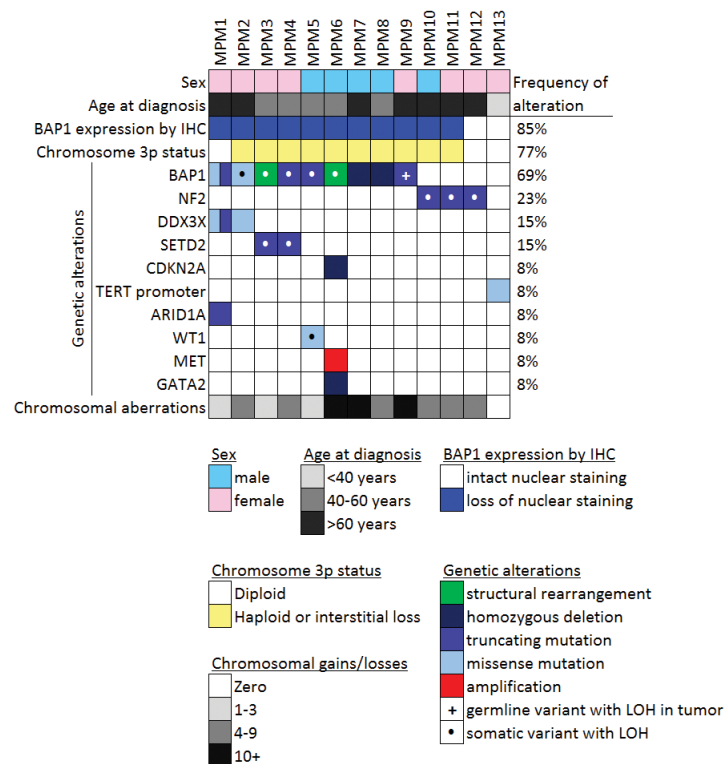 MPM1 MPM2 MPM3 MPM4 MPM5 MPM6 MPM7 MPM8 MPM9 MPM10 MPM11 MPM12 MPM13
Sex Frequency of
Age at diagnosis alteration
BAP1 expression by IHC 85%
Chromosome 3p status 77%
Genetic alterations
BAP1 + 69%
NF2 23%
DDX3X 15%
SETD2 15%
CDKN2A 8%
TERT promoter 8%
ARID1A 8%
WT1 8%
MET 8%
GATA2 8%
Chromosomal aberrations
Sex Age at diagnosis BAP1 expression by IHC
male <40 years intact nuclear staining
female 40-60 years loss of nuclear staining
>60 years
Chromosome 3p status Genetic alterations
Diploid structural rearrangement
Haploid or interstitial loss homozygous deletion
truncating mutation
Chromosomal gains/losses missense mutation
Zero amplification
1-3 + germline variant with LOH in tumor
4-9 • somatic variant with LOH
10+